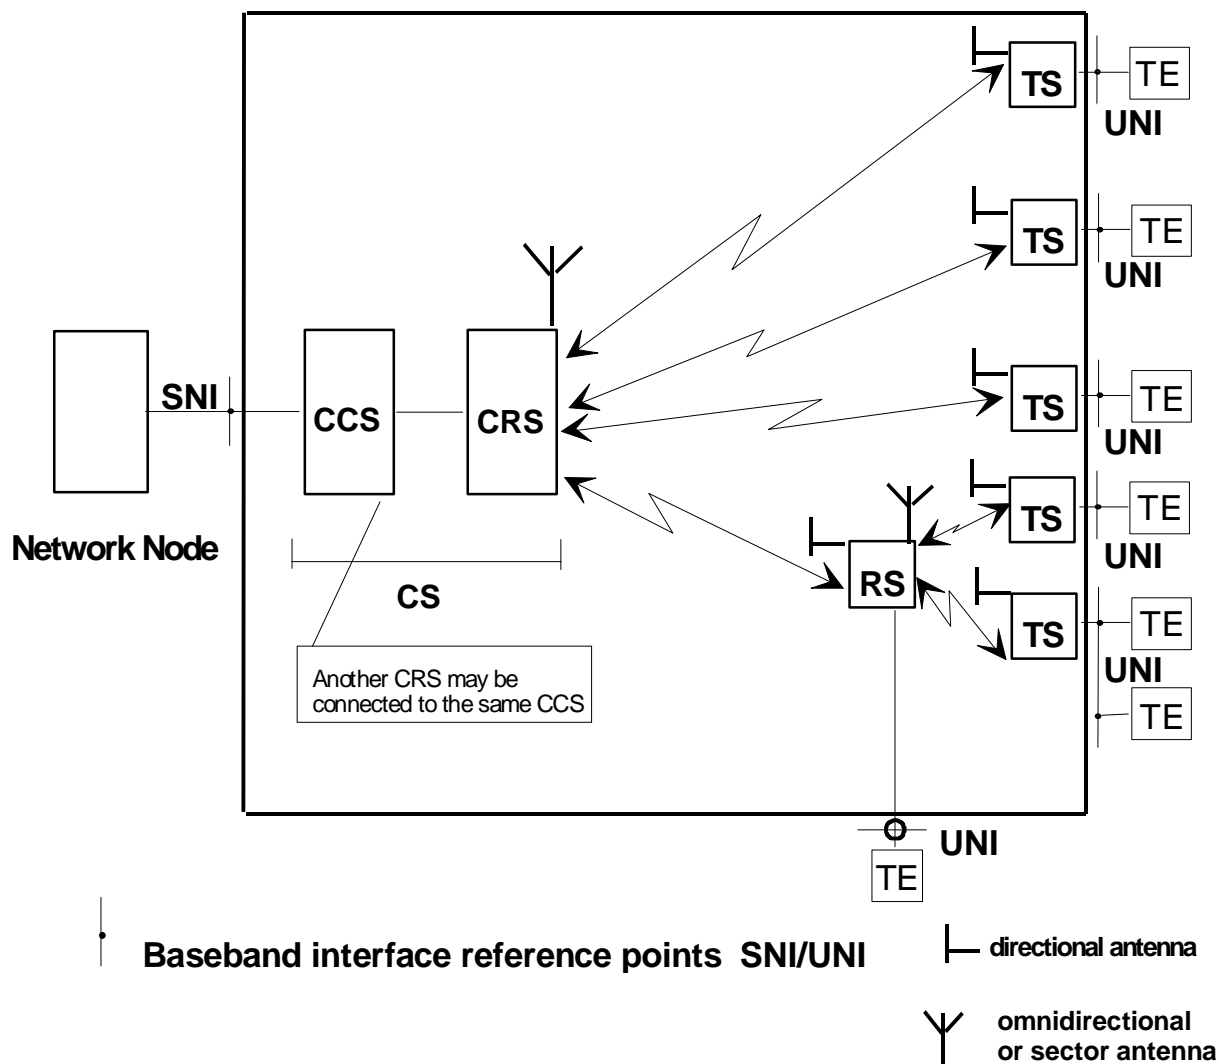 TS
TE
UNI
TS
TE
UNI
SNI
CCS
CRS
TS
TE
UNI
TS
TE
UNI
Network Node
CS
RS
TS
TE
UNI
TE
Another CRS may be
connected to the same CCS
UNI
TE
Baseband interface reference points SNI/UNI
directional antenna
omnidirectional
or sector antenna